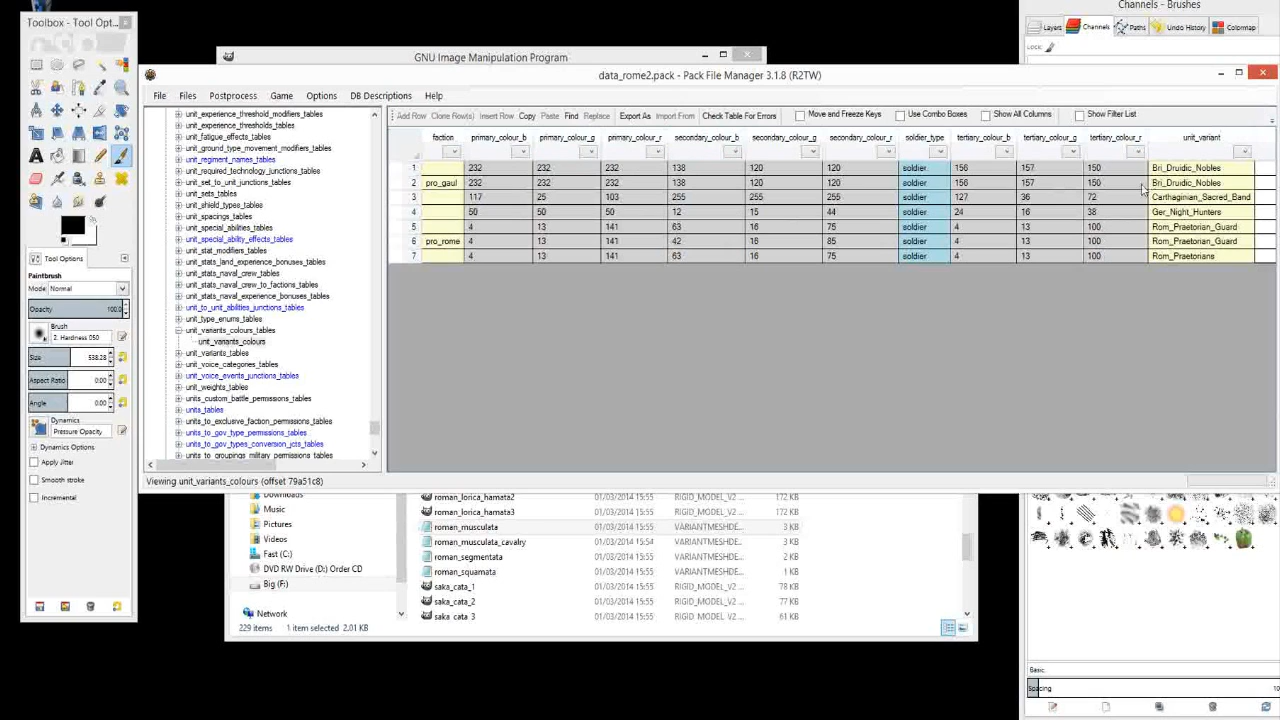 Channels - Brushes
Toolbox - Tool Opt...
Layers Channels Paths Undo History Colormap
Lock:
GNU Image Manipulation Program
data_rome2.pack - Pack File Manager 3.1.8 (R2TW)
File Files Postprocess Game Options DB Descriptions Help
Add Row Clone Row(s) Insert Row Copy Paste Find Replace Export As Import From Check Table For Errors Move and Freeze Keys Use Combo Boxes Show All Columns Show Filter List
faction primary_colour_b primary_colour_g primary_colour_r secondary_colour_b secondary_colour_g secondary_colour_r soldier_type tertiary_colour_b tertiary_colour_g tertiary_colour_r unit_variant
1 232 232 232 138 120 120 soldier 156 157 150 Bri_Druidic_Nobles
2 pro_gaul 232 232 232 138 120 120 soldier 156 157 150 Bri_Druidic_Nobles
3 117 25 103 255 255 255 soldier 127 36 72 Carthaginian_Sacred_Band
4 50 50 50 12 15 44 soldier 24 16 38 Ger_Night_Hunters
5 4 13 141 63 16 75 soldier 4 13 100 Rom_Praetorian_Guard
6 pro_rome 4 13 141 42 16 85 soldier 4 13 100 Rom_Praetorian_Guard
7 4 13 141 63 16 75 soldier 4 13 100 Rom_Praetorians
unit_experience_threshold_modifiers_tables
unit_experience_thresholds_tables
unit_fatigue_effects_tables
unit_ground_type_movement_modifiers_tables
unit_regiment_names_tables
unit_required_technology_junctions_tables
unit_set_to_unit_junctions_tables
unit_sets_tables
unit_shield_types_tables
unit_spacings_tables
unit_special_abilities_tables
unit_special_ability_effects_tables
unit_stat_modifiers_tables
unit_stats_land_experience_bonuses_tables
unit_stats_naval_crew_tables
unit_stats_naval_crew_to_factions_tables
unit_stats_naval_experience_bonuses_tables
unit_to_unit_abilities_junctions_tables
unit_type_enums_tables
unit_variants_colours_tables
unit_variants_colours
unit_variants_tables
unit_voice_categories_tables
unit_voice_events_junctions_tables
unit_weights_tables
units_custom_battle_permissions_tables
units_tables
units_to_exclusive_faction_permissions_tables
units_to_gov_type_permissions_tables
units_to_gov_types_conversion_jcts_tables
units_to_groupings_military_permissions_tables
Viewing unit_variants_colours (offset 79a51c8)
Tool Options
Paintbrush
Mode: Normal
Opacity 100.0
Brush
2. Hardness 050
Size 538.28
Aspect Ratio 0.00
Angle 0.00
Dynamics
Pressure Opacity
Dynamics Options
Apply Jitter
Smooth stroke
Incremental
Downloads
Music
Pictures
Videos
Fast (C:)
DVD RW Drive (D:) Order CD
Big (F:)
Network
roman_lorica_hamata2 01/03/2014 15:55 RIGID_MODEL_V2 ... 172 KB
roman_lorica_hamata3 01/03/2014 15:55 RIGID_MODEL_V2 ... 172 KB
roman_musculata 01/03/2014 15:55 VARIANTMESHDE... 3 KB
roman_musculata_cavalry 01/03/2014 15:54 VARIANTMESHDE... 3 KB
roman_segmentata 01/03/2014 15:55 VARIANTMESHDE... 2 KB
roman_squamata 01/03/2014 15:55 VARIANTMESHDE... 1 KB
saka_cata_1 01/03/2014 15:55 RIGID_MODEL_V2 ... 78 KB
saka_cata_2 01/03/2014 15:55 RIGID_MODEL_V2 ... 77 KB
saka_cata_3 01/03/2014 15:55 RIGID_MODEL_V2 ... 61 KB
229 items 1 item selected 2.01 KB
Basic
Spacing 10